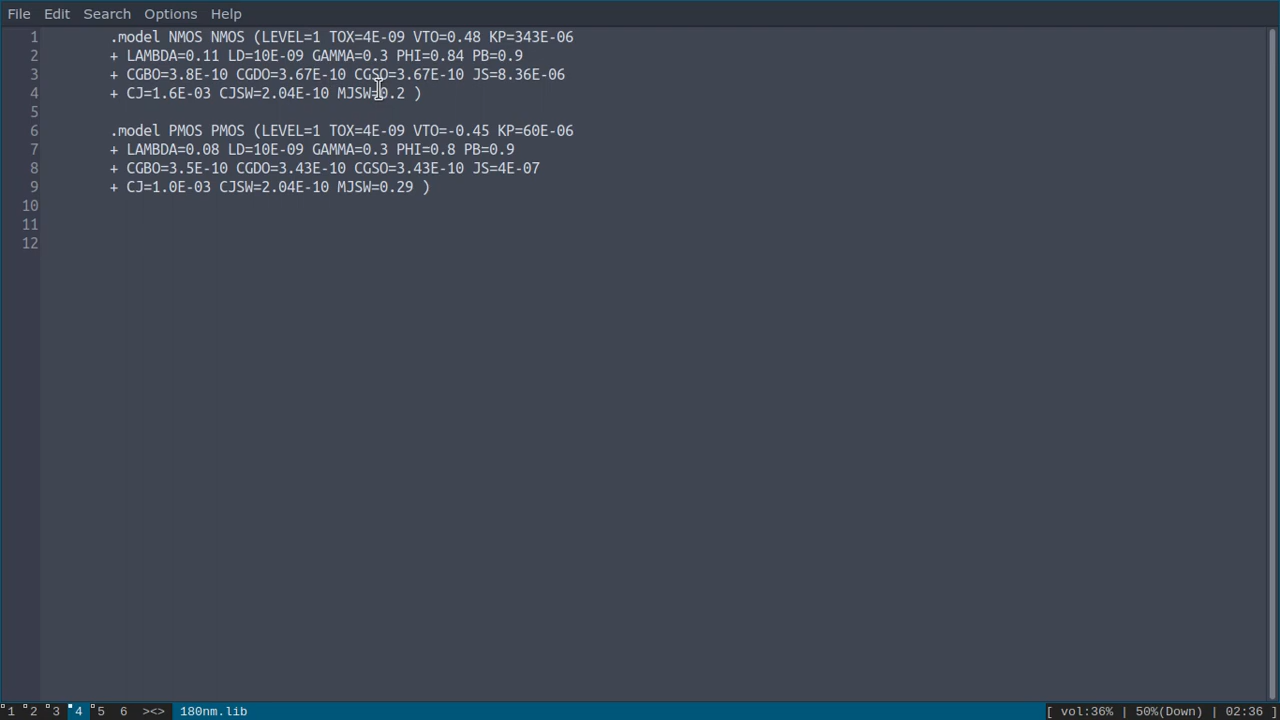 File Edit Search Options Help
1 .model NMOS NMOS (LEVEL=1 TOX=4E-09 VTO=0.48 KP=343E-06
2 + LAMBDA=0.11 LD=10E-09 GAMMA=0.3 PHI=0.84 PB=0.9
3 + CGBO=3.8E-10 CGDO=3.67E-10 CGSO=3.67E-10 JS=8.36E-06
4 + CJ=1.6E-03 CJSW=2.04E-10 MJSW=0.2 )
5
6 .model PMOS PMOS (LEVEL=1 TOX=4E-09 VTO=-0.45 KP=60E-06
7 + LAMBDA=0.08 LD=10E-09 GAMMA=0.3 PHI=0.8 PB=0.9
8 + CGBO=3.5E-10 CGDO=3.43E-10 CGSO=3.43E-10 JS=4E-07
9 + CJ=1.0E-03 CJSW=2.04E-10 MJSW=0.29 )
10
11
12
1 2 3 4 5 6 ><> 180nm.lib [ vol:36% | 50%(Down) | 02:36 ]